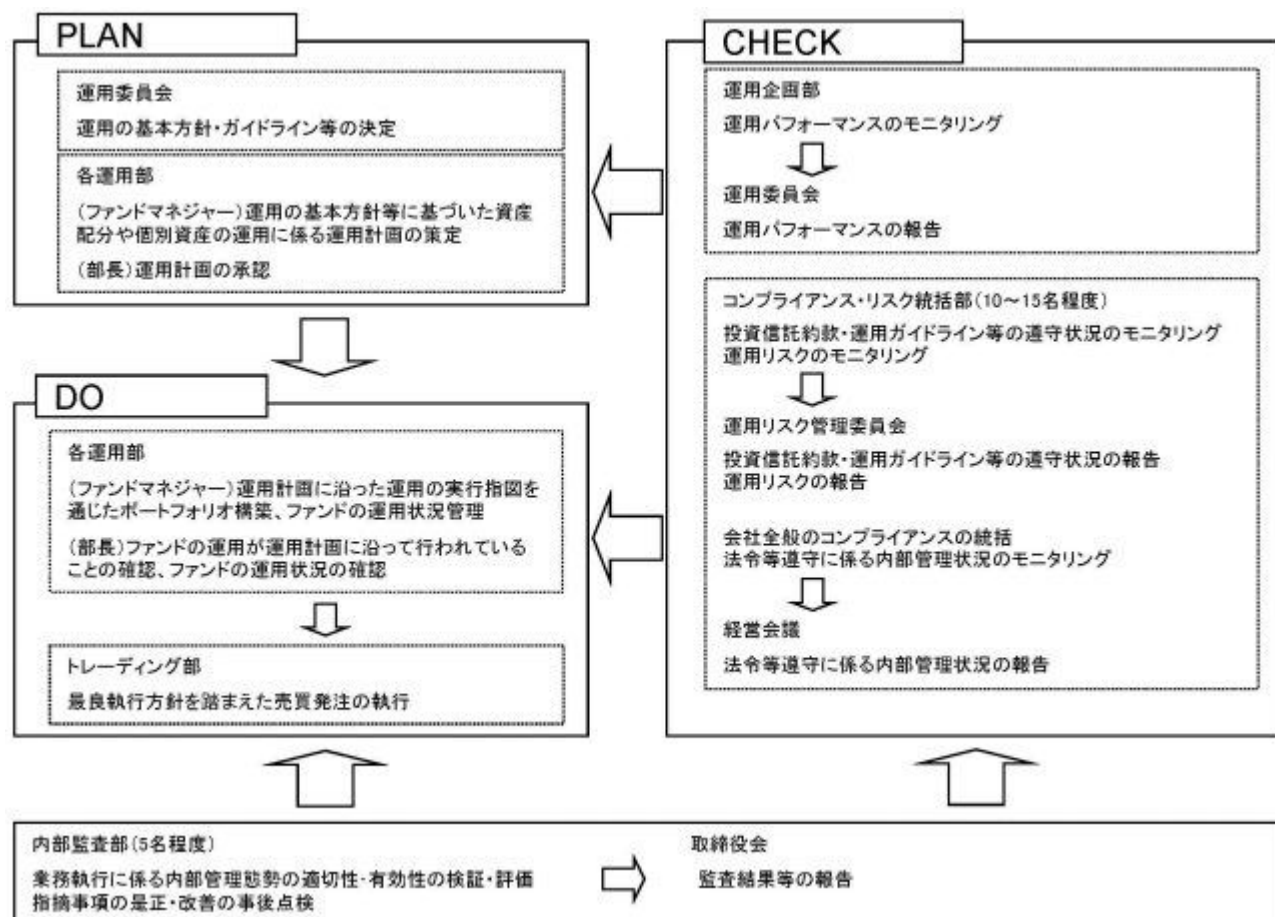 PLAN
運用委員会
運用の基本方針・ガイドライン等の決定
各運用部
(ファンドマネジャー)運用の基本方針等に基づいた資産
配分や個別資産の運用に係る運用計画の策定
(部長)運用計画の承認
DO
各運用部
(ファンドマネジャー)運用計画に沿った運用の実行指図を
通じたポートフォリオ構築、ファンドの運用状況管理
(部長)ファンドの運用が運用計画に沿って行われている
ことの確認、ファンドの運用状況の確認
トレーディング部
最良執行方針を踏まえた売買発注の執行
CHECK
運用企画部
運用パフォーマンスのモニタリング
運用委員会
運用パフォーマンスの報告
コンプライアンス・リスク統括部(10～15名程度)
投資信託約款・運用ガイドライン等の遵守状況のモニタリング
運用リスクのモニタリング
運用リスク管理委員会
投資信託約款・運用ガイドライン等の遵守状況の報告
運用リスクの報告
会社全般のコンプライアンスの統括
法令等遵守に係る内部管理状況のモニタリング
経営会議
法令等遵守に係る内部管理状況の報告
内部監査部(5名程度)
業務執行に係る内部管理態勢の適切性・有効性の検証・評価
指摘事項の是正・改善の事後点検
取締役会
監査結果等の報告